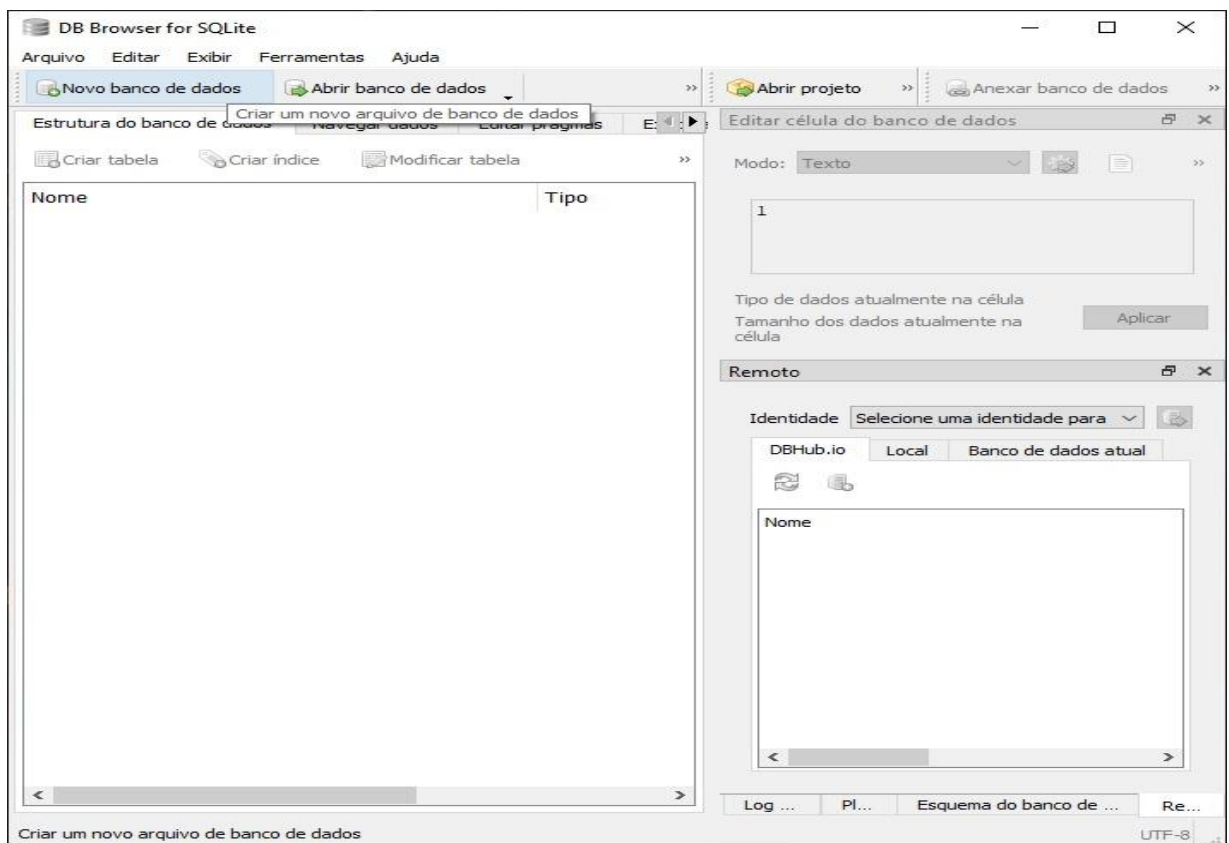 DB Browser for SQLite
Arquivo Editar Exibir Ferramentas Ajuda
Novo banco de dados Abrir banco de dados Abrir projeto Anexar banco de dados
Criar um novo arquivo de banco de dados
Estrutura do banco de dados Navegar dados Editar pragmas
Criar tabela Criar índice Modificar tabela
Nome Tipo
Editar célula do banco de dados
Modo: Texto
1
Tipo de dados atualmente na célula
Tamanho dos dados atualmente na
célula
Aplicar
Remoto
Identidade Selecione uma identidade para
DBHub.io Local Banco de dados atual
Nome
Log ... Pl... Esquema do banco de ... Re...
Criar um novo arquivo de banco de dados UTF-8